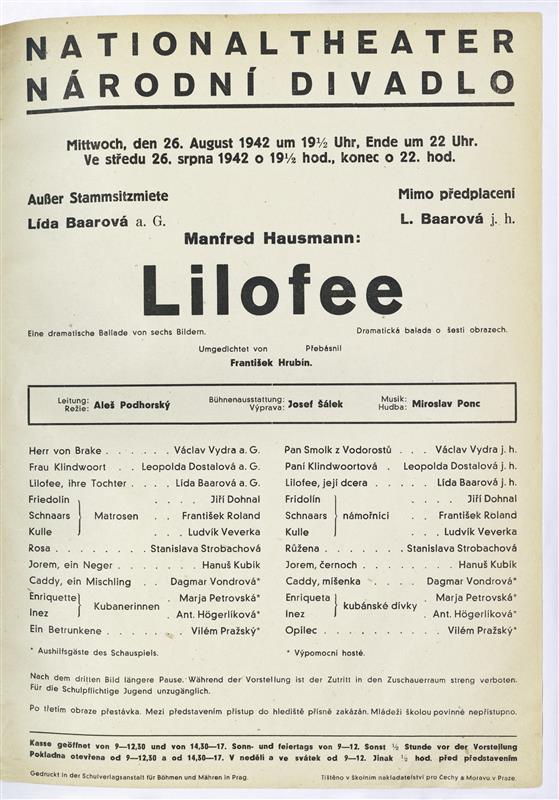 NATIONALTHEATER
NÁRODNÍ DIVADLO
Mittwoch, den 26. August 1942 um 19½ Uhr, Ende um 22 Uhr.
Ve středu 26. srpna 1942 o 19½ hod., konec o 22. hod.
Außer Stammsitzmiete
Mimo předplacení
Lída Baarová a. G.
L. Baarová j. h.
Manfred Hausmann:
Lilofee
Eine dramatische Ballade von sechs Bildern.
Dramatická balada o šesti obrazech.
Umgedichtet von Přebásnil
František Hrubín.
Leitung: Režie: Aleš Podhorský
Bühnenausstattung: Výprava: Josef Šálek
Musik: Hudba: Miroslav Ponc
Herr von Brake . . . . . . Václav Vydra a. G.
Frau Klindwoort . . Leopolda Dostalová a. G.
Lilofee, ihre Tochter . . . Lída Baarová a. G.
Friedolin . . . Jiří Dohnal
Schnaars } Matrosen . . . František Roland
Kulle . . . Ludvík Veverka
Rosa . . . . . . . . Stanislava Strobachová
Jorem, ein Neger . . . . . . Hanuš Kubík
Caddy, ein Mischling . . Dagmar Vondrová*
Enriquette } Kubanerinnen . . Marja Petrovská*
Inez . . Ant. Högerlíková*
Ein Betrunkene . . . . . . Vilém Pražský*
* Aushilfsgäste des Schauspiels.
Pan Smolk z Vodorostů . . . Václav Vydra j. h.
Paní Klindwoortová . Leopolda Dostalová j. h.
Lilofee, její dcera . . . . . Lída Baarová j. h.
Fridolín . . . Jiří Dohnal
Schnaars } námořníci . . František Roland
Kulle . . . Ludvík Veverka
Růžena . . . . . . . Stanislava Strobachová
Jorem, černoch . . . . . . . Hanuš Kubík
Caddy, míšenka . . . . . Dagmar Vondrová*
Enriqueta } kubánské dívky . Marja Petrovská*
Inez . Ant. Högerlíková*
Opilec . . . . . . . . . . Vilém Pražský*
* Výpomocní hosté.
Nach dem dritten Bild längere Pause. Während der Vorstellung ist der Zutritt in den Zuschauerraum streng verboten.
Für die Schulpflichtige Jugend unzugänglich.
Po třetím obraze přestávka. Mezi představením přístup do hlediště přísně zakázán. Mládeži školou povinné nepřístupno.
Kasse geöffnet von 9—12,30 und von 14,30—17. Sonn- und feiertags von 9—12. Sonst ½ Stunde vor der Vorstellung
Pokladna otevřena od 9—12,30 a od 14,30—17. V neděli a ve svátek od 9—12. Jinak ½ hod. před představením
Gedruckt in der Schulverlagsanstalt für Böhmen und Mähren in Prag.
Tištěno v školním nakladatelství pro Čechy a Moravu v Praze.